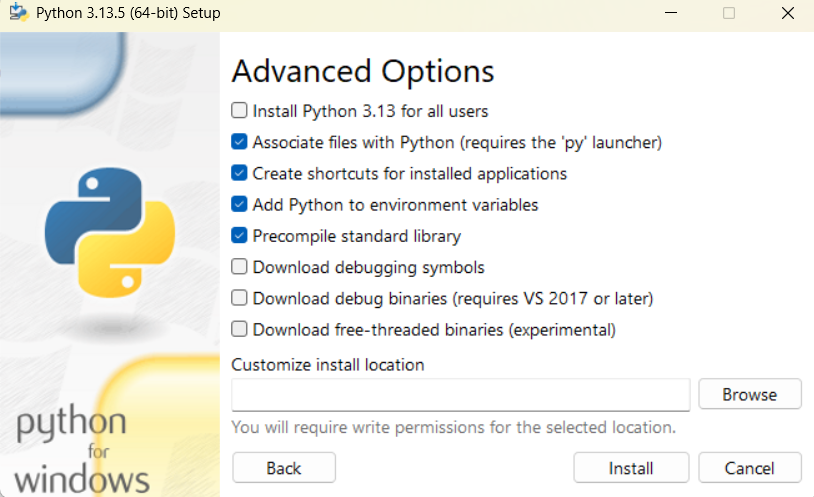 Python 3.13.5 (64-bit) Setup
Advanced Options
Install Python 3.13 for all users
Associate files with Python (requires the 'py' launcher)
Create shortcuts for installed applications
Add Python to environment variables
Precompile standard library
Download debugging symbols
Download debug binaries (requires VS 2017 or later)
Download free-threaded binaries (experimental)
Customize install location
Browse
You will require write permissions for the selected location.
python
for
windows
Back
Install
Cancel